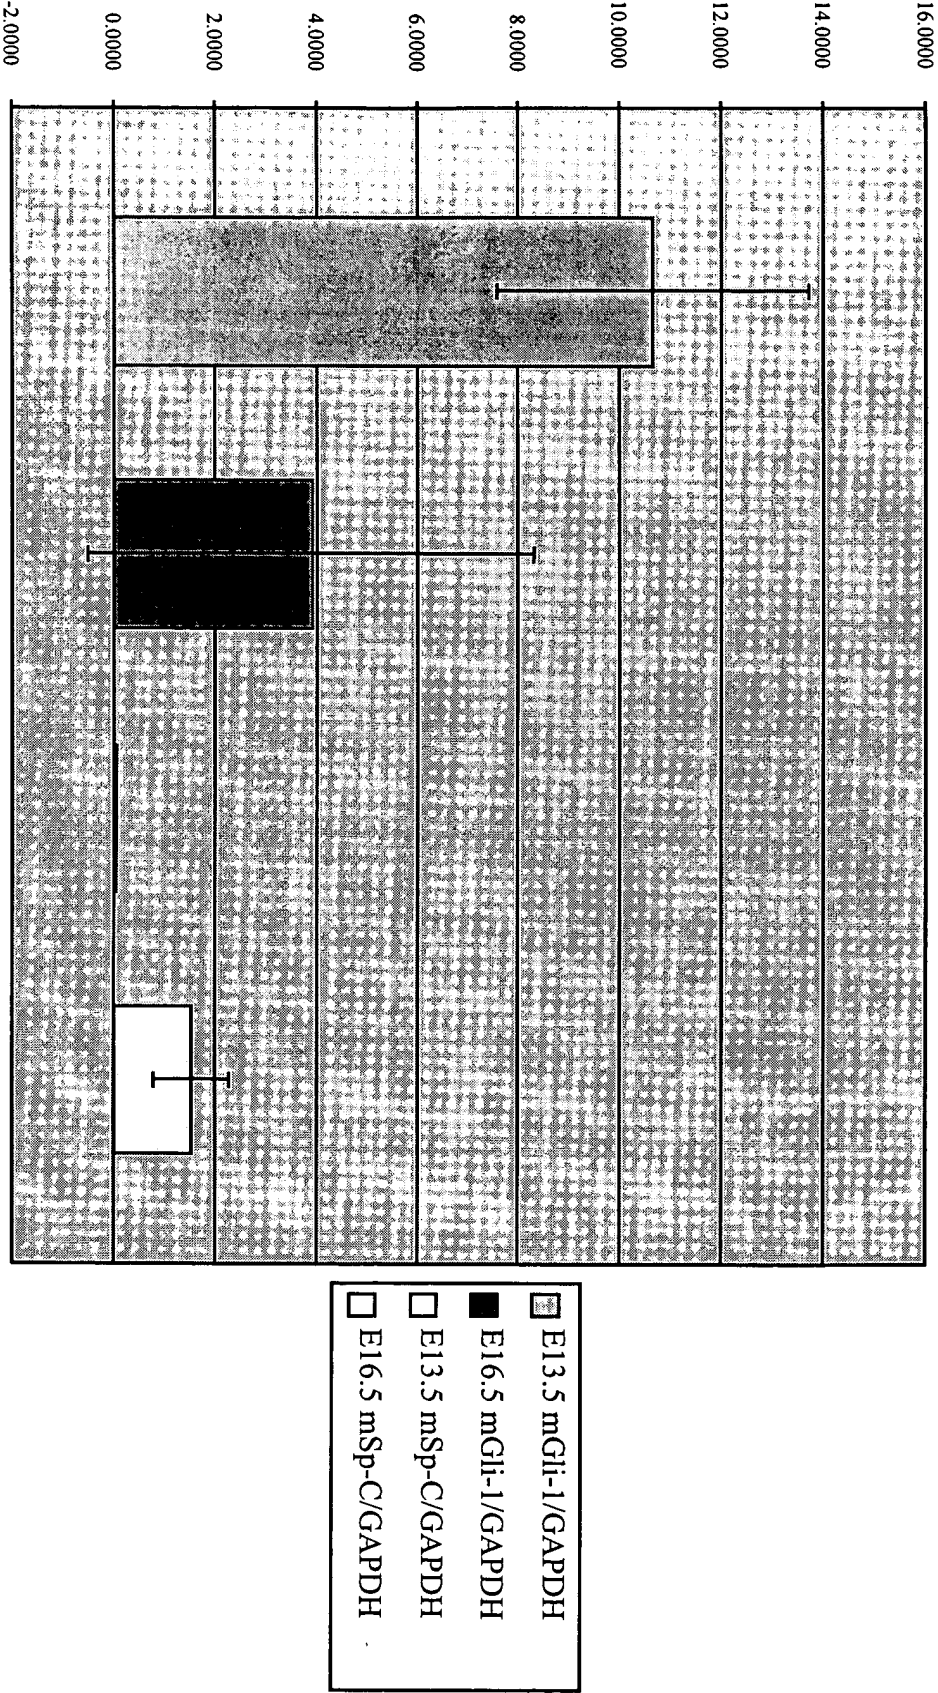 16.0000
14.0000
12.0000
10.0000
8.0000
6.0000
4.0000
2.0000
0.0000
-2.0000
E13.5 mGli-1/GAPDH
E16.5 mGli-1/GAPDH
E13.5 mSp-C/GAPDH
E16.5 mSp-C/GAPDH